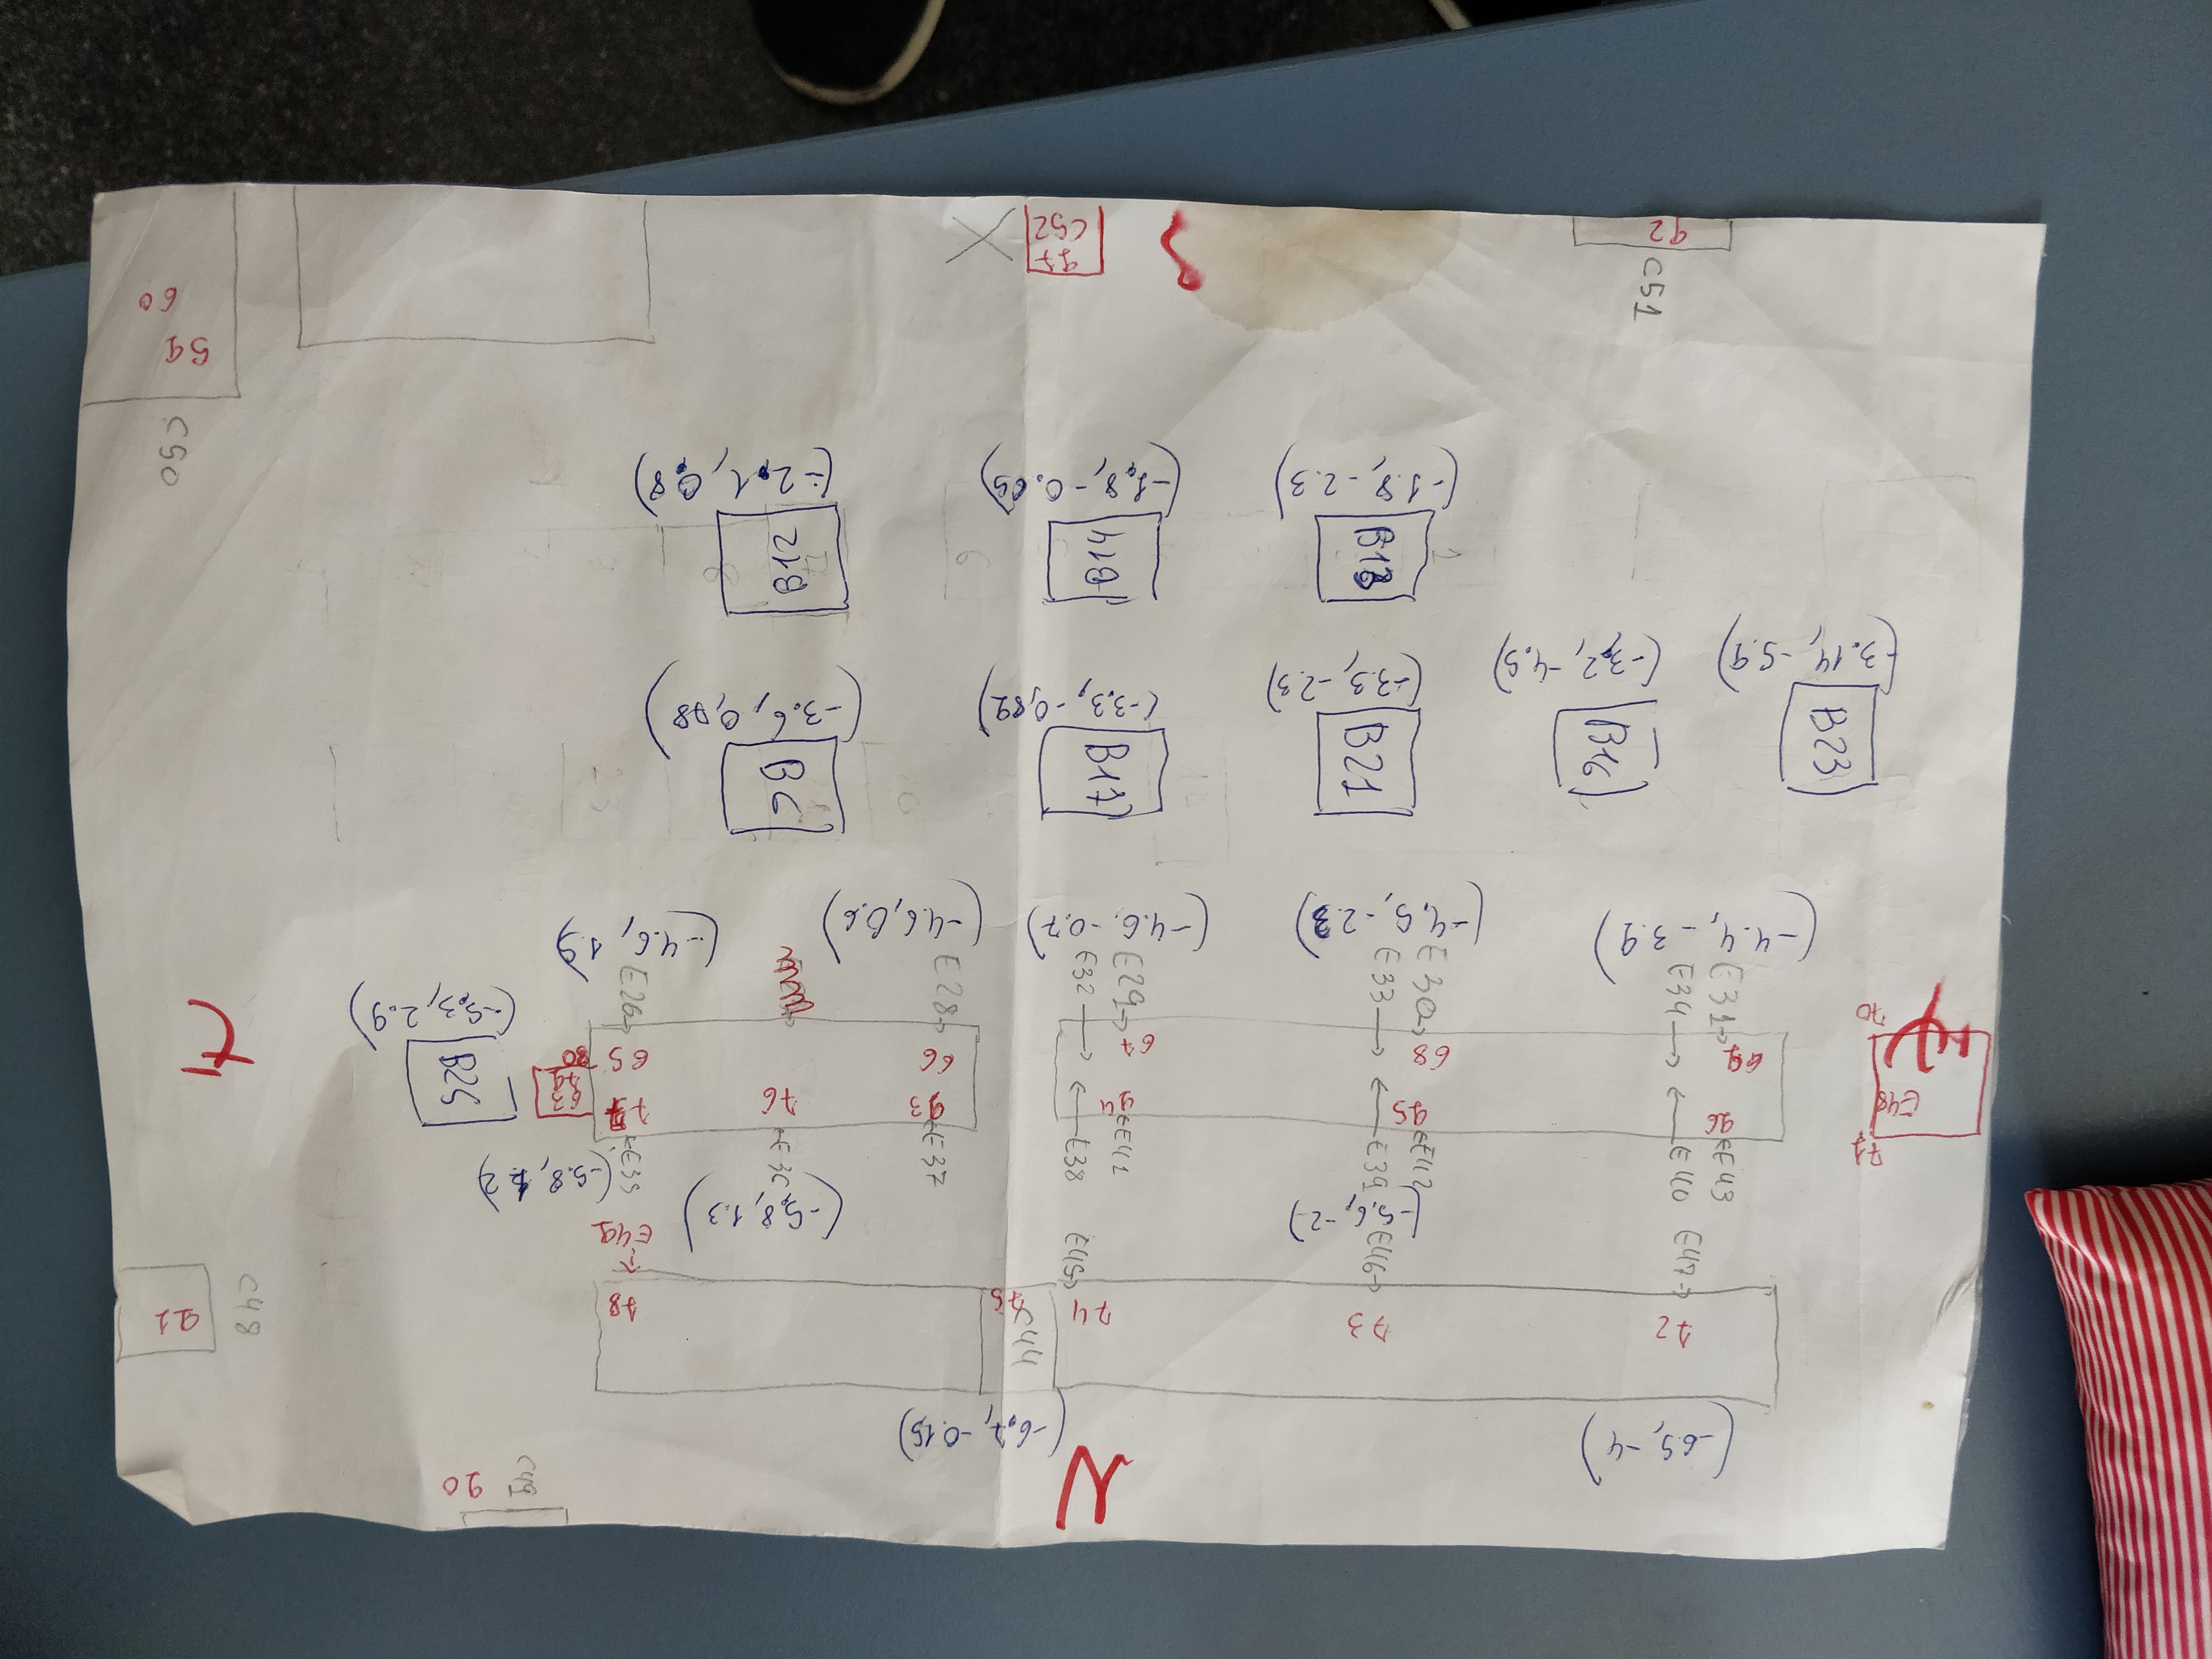 N
C49 90
(-6.5, -4)
(-6,7, -0.15)
72 73 74 C44 75 78
C48 91
E47→ E46→ E45→ E49
(-5.6, -2) (-5,8, 1.3)
←E43 ←E40 ←E42 ←E39 ←E41 ←E38 ←E37 ←E35 (-5.8, 2)
71
E48
70
96 95 94 93 76
63
79
80
B25
69 68 67 66 65
(-5,3, 2.9)
E31→ E34→ E30→ E33→ E29→ E32→ E28→ E26→
(-4.4, -3.9) (-4.5, -2.3) (-4.6, -0.7) (-4.6, 0.6) (-4.6, 1.9)
B23 B16 B21 B17 B6
(-3.14, -5.9) (-3,2, -4.5) (-3.3, -2.3) (-3.3, -0,82) (-3.6, 0,78)
B13 B14 B12
(-1.8, -2.3) (-1,8, -0.65) (-2,1, 0,8)
C50
59
60
C51
92
97
C52
X